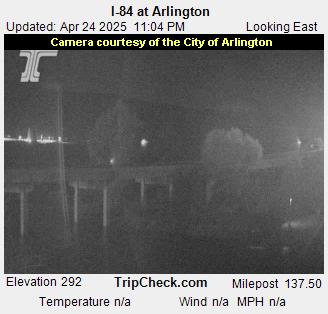 I-84 at Arlington
Updated: Apr 24 2025 11:04 PM Looking East
Camera courtesy of the City of Arlington
Elevation 292 TripCheck.com Milepost 137.50
Temperature n/a Wind n/a MPH n/a